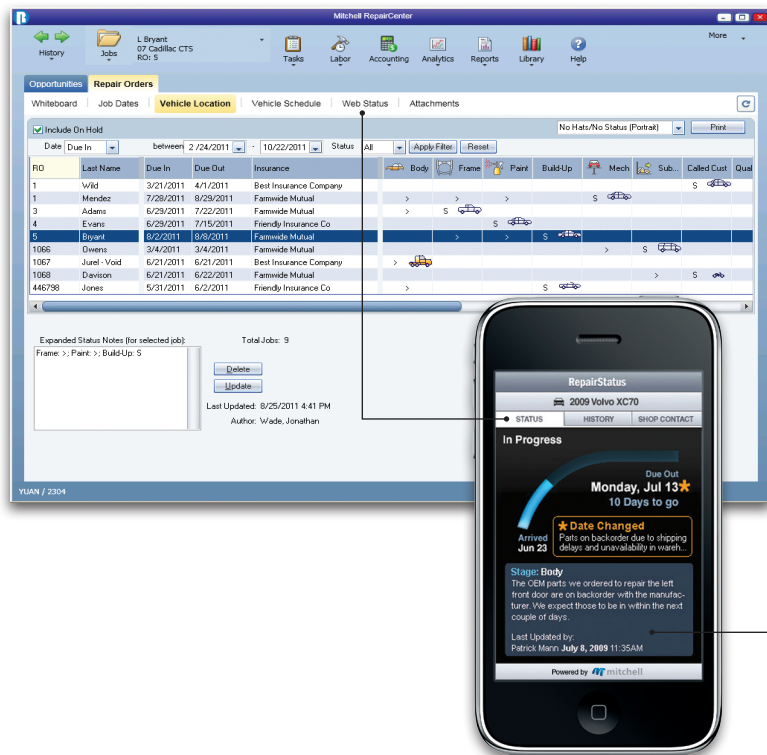 Mitchell RepairCenter
History
Jobs
L Bryant
07 Cadillac CTS
RO: 5
Tasks
Labor
Accounting
Analytics
Reports
Library
Help
More
Opportunities Repair Orders
Whiteboard Job Dates Vehicle Location Vehicle Schedule Web Status Attachments
Include On Hold No Hats/No Status (Portrait) Print
Date Due In between 2 /24/2011 - 10/22/2011 Status All Apply Filter Reset
RO Last Name Due In Due Out Insurance Body Frame Paint Build-Up Mech Sub... Called Cust Qual
1 Wild 3/21/2011 4/1/2011 Best Insurance Company S
1 Mendez 7/28/2011 8/29/2011 Farmwide Mutual > > > S
3 Adams 6/29/2011 7/22/2011 Farmwide Mutual > S
4 Evans 6/29/2011 7/15/2011 Friendly Insurance Co S
5 Bryant 8/2/2011 8/8/2011 Farmwide Mutual > > S
1066 Owens 3/4/2011 3/4/2011 Farmwide Mutual > S
1067 Jurel - Void 6/21/2011 6/21/2011 Best Insurance Company >
1068 Davison 6/21/2011 6/22/2011 Farmwide Mutual > S
446798 Jones 5/31/2011 6/2/2011 Friendly Insurance Co > S
Expanded Status Notes (for selected job): Total Jobs: 9
Frame: >; Paint: >; Build-Up: S
Delete
Update
Last Updated: 8/25/2011 4:41 PM
Author: Wade, Jonathan
YUAN / 2304
RepairStatus
2009 Volvo XC70
STATUS HISTORY SHOP CONTACT
In Progress
Due Out
Monday, Jul 13
10 Days to go
Date Changed
Parts on backorder due to shipping
delays and unavailability in wareh...
Arrived
Jun 23
Stage: Body
The OEM parts we ordered to repair the left
front door are on backorder with the manufac-
turer. We expect those to be in within the next
couple of days.
Last Updated by:
Patrick Mann July 8, 2009 11:35AM
Powered by mitchell